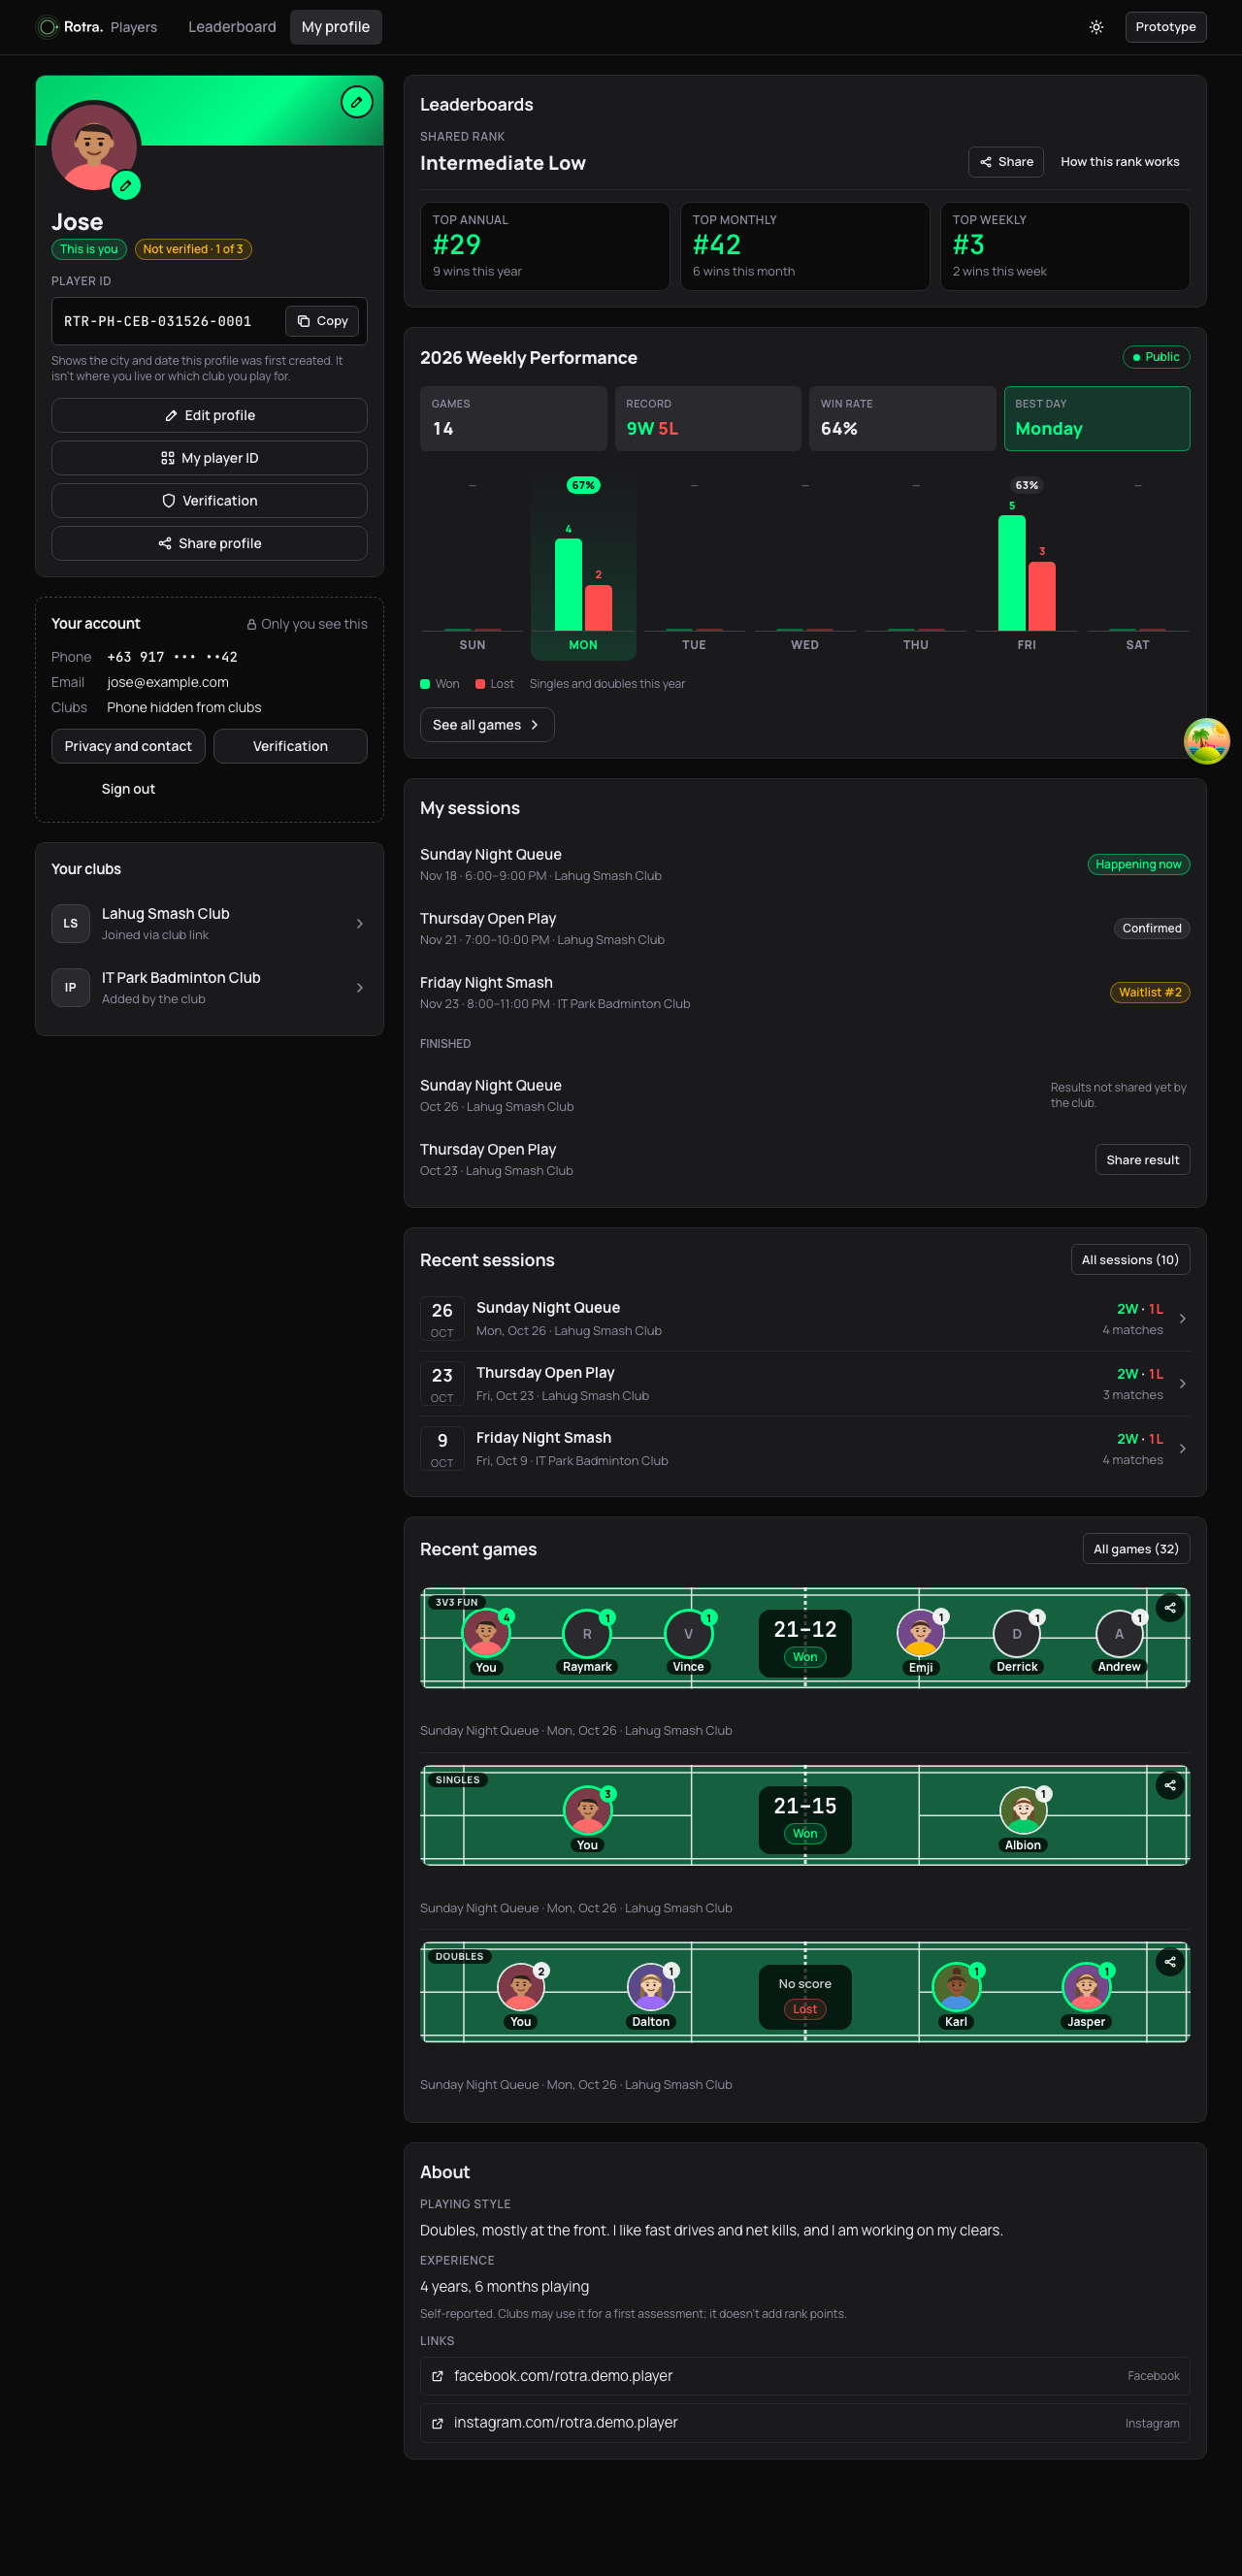 Rotra. Players Leaderboard My profile Prototype
Jose
This is you Not verified · 1 of 3
PLAYER ID
RTR-PH-CEB-031526-0001 Copy
Shows the city and date this profile was first created. It
isn't where you live or which club you play for.
Edit profile
My player ID
Verification
Share profile
Your account Only you see this
Phone +63 917 ••• ••42
Email jose@example.com
Clubs Phone hidden from clubs
Privacy and contact Verification
Sign out
Your clubs
LS Lahug Smash Club
Joined via club link
IP IT Park Badminton Club
Added by the club
Leaderboards
SHARED RANK
Intermediate Low Share How this rank works
TOP ANNUAL TOP MONTHLY TOP WEEKLY
#29 #42 #3
9 wins this year 6 wins this month 2 wins this week
2026 Weekly Performance Public
GAMES RECORD WIN RATE BEST DAY
14 9W 5L 64% Monday
— 67% — — — 63% —
5
4
3
2
SUN MON TUE WED THU FRI SAT
Won Lost Singles and doubles this year
See all games
My sessions
Sunday Night Queue
Nov 18 · 6:00–9:00 PM · Lahug Smash Club
Happening now
Thursday Open Play
Nov 21 · 7:00–10:00 PM · Lahug Smash Club
Confirmed
Friday Night Smash
Nov 23 · 8:00–11:00 PM · IT Park Badminton Club
Waitlist #2
FINISHED
Sunday Night Queue
Oct 26 · Lahug Smash Club
Results not shared yet by
the club.
Thursday Open Play
Oct 23 · Lahug Smash Club
Share result
Recent sessions All sessions (10)
26 Sunday Night Queue 2W · 1L
OCT Mon, Oct 26 · Lahug Smash Club 4 matches
23 Thursday Open Play 2W · 1L
OCT Fri, Oct 23 · Lahug Smash Club 3 matches
9 Friday Night Smash 2W · 1L
OCT Fri, Oct 9 · IT Park Badminton Club 4 matches
Recent games All games (32)
3V3 FUN
4 1 1 1 1 1
R V 21–12 D A
Won
You Raymark Vince Emji Derrick Andrew
Sunday Night Queue · Mon, Oct 26 · Lahug Smash Club
SINGLES
3 1
21–15
Won
You Albion
Sunday Night Queue · Mon, Oct 26 · Lahug Smash Club
DOUBLES
2 1 1 1
No score
Lost
You Dalton Karl Jasper
Sunday Night Queue · Mon, Oct 26 · Lahug Smash Club
About
PLAYING STYLE
Doubles, mostly at the front. I like fast drives and net kills, and I am working on my clears.
EXPERIENCE
4 years, 6 months playing
Self-reported. Clubs may use it for a first assessment; it doesn't add rank points.
LINKS
facebook.com/rotra.demo.player Facebook
instagram.com/rotra.demo.player Instagram